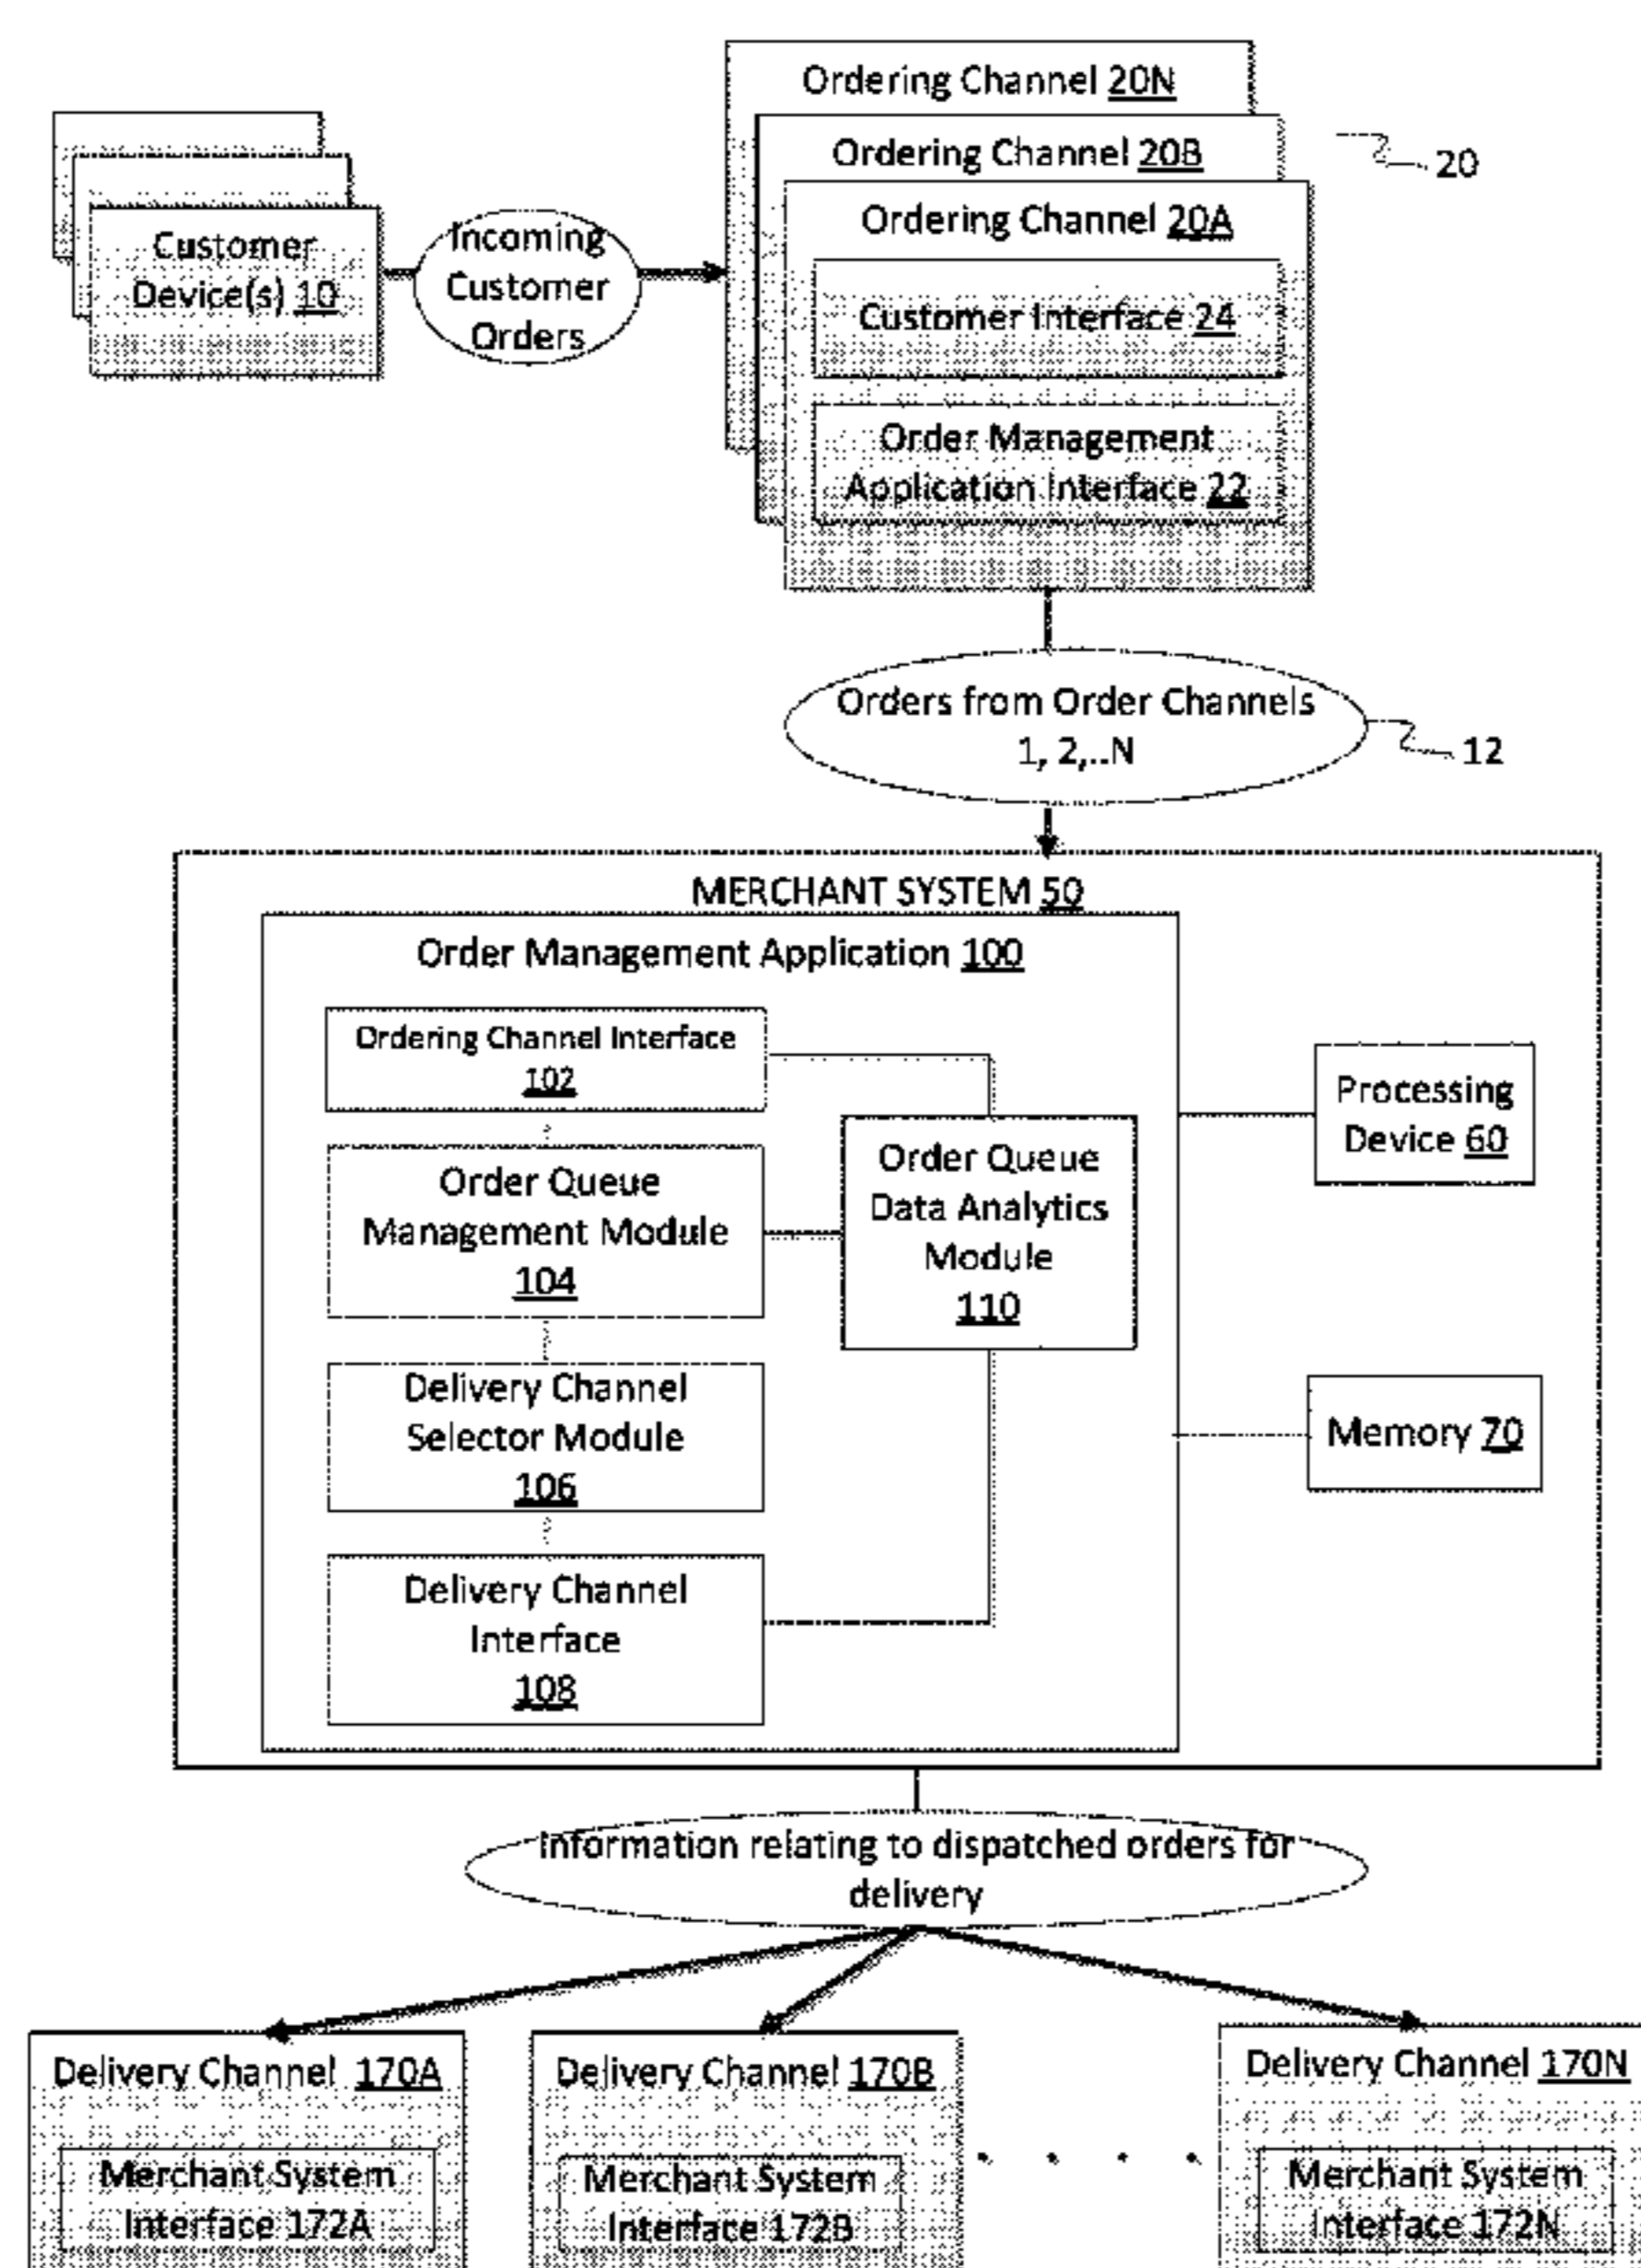 Ordering Channel 20N
Ordering Channel 20B
20
Ordering Channel 20A
Customer
Device(s) 10
Incoming
Customer
Orders
Customer Interface 24
Order Management
Application Interface 22
Orders from Order Channels
1, 2,..N
12
MERCHANT SYSTEM 50
Order Management Application 100
Ordering Channel Interface
102
Order Queue
Management Module
104
Order Queue
Data Analytics
Module
110
Processing
Device 60
Delivery Channel
Selector Module
106
Memory 70
Delivery Channel
Interface
108
Information relating to dispatched orders for
delivery
Delivery Channel 170A
Merchant System
Interface 172A
Delivery Channel 170B
Merchant System
Interface 172B
. . . .
Delivery Channel 170N
Merchant System
Interface 172N